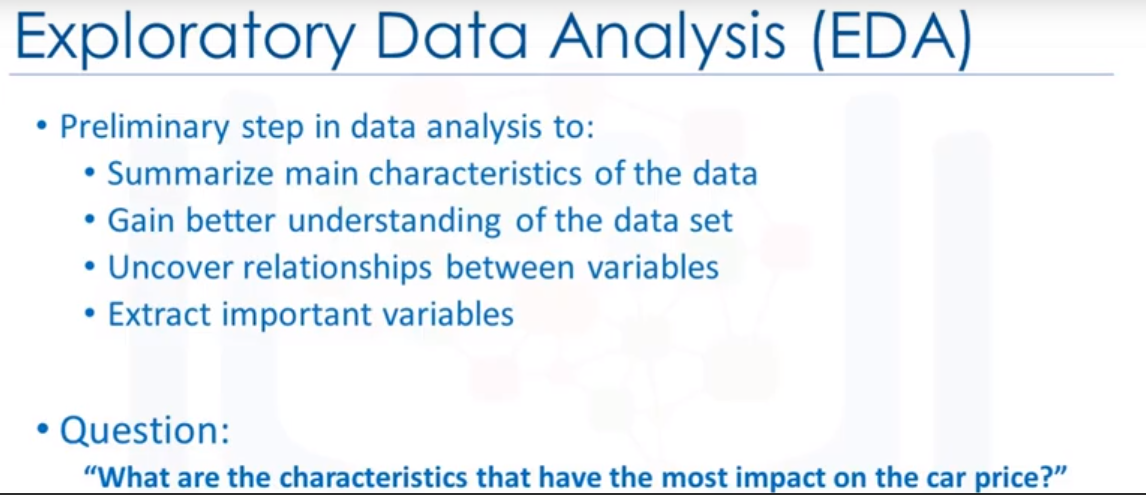 Exploratory Data Analysis (EDA)
• Preliminary step in data analysis to:
• Summarize main characteristics of the data
• Gain better understanding of the data set
• Uncover relationships between variables
• Extract important variables
• Question:
“What are the characteristics that have the most impact on the car price?”